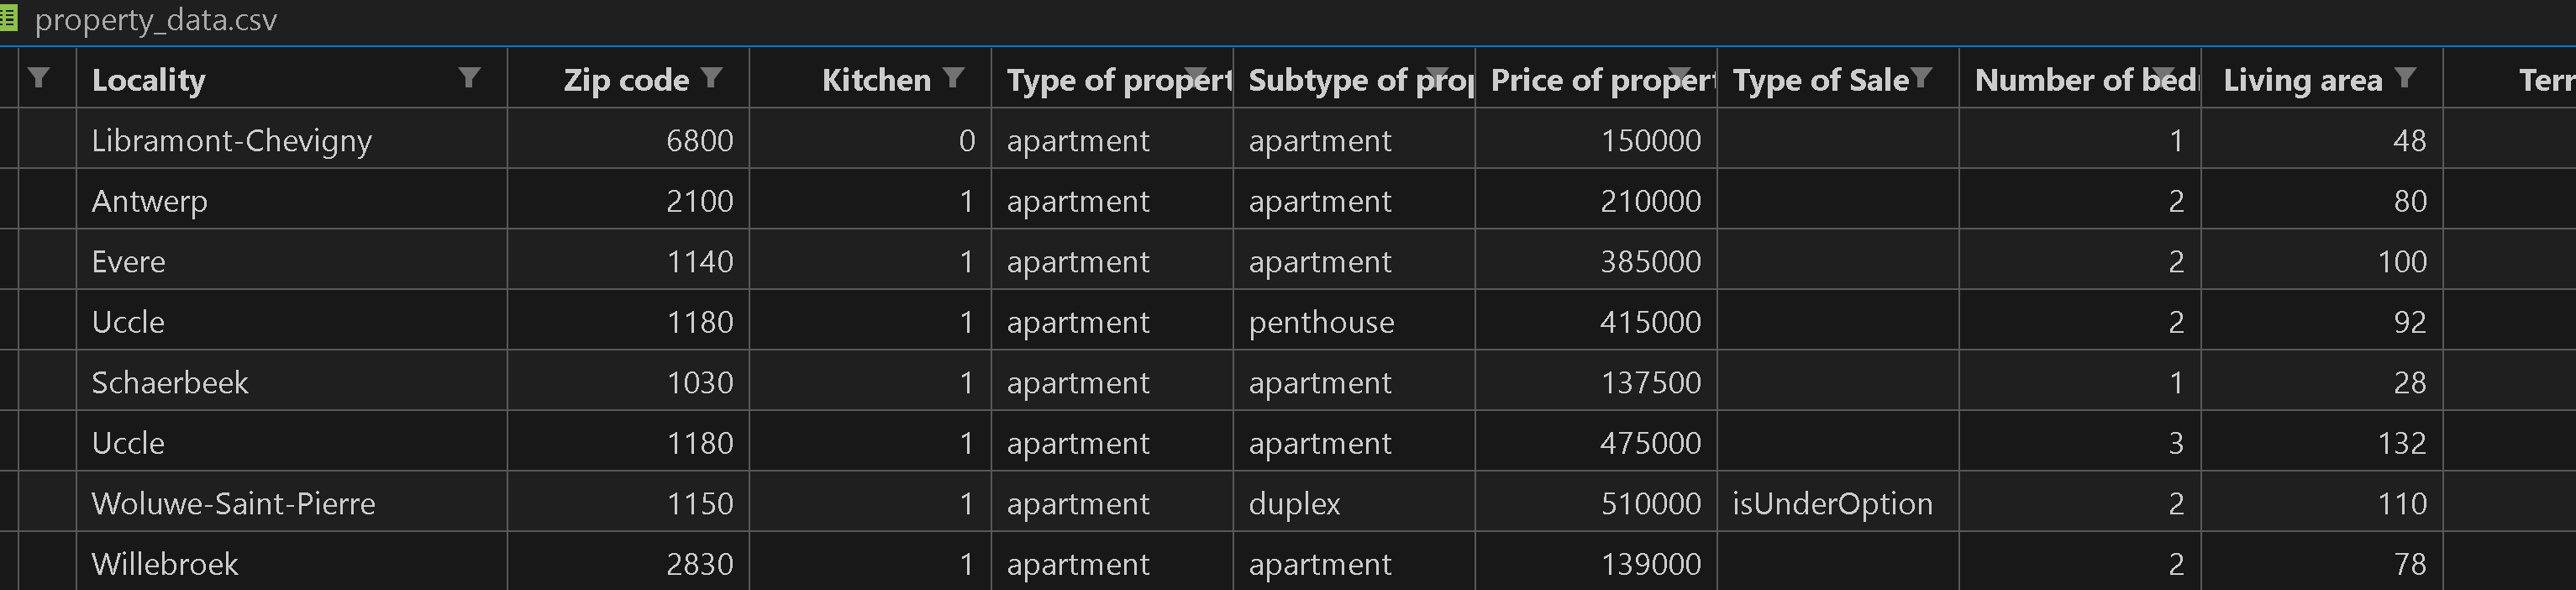 property_data.csv
Locality Zip code Kitchen Type of propert Subtype of prop Price of propert Type of Sale Number of bed Living area Terr
Libramont-Chevigny 6800 0 apartment apartment 150000 1 48
Antwerp 2100 1 apartment apartment 210000 2 80
Evere 1140 1 apartment apartment 385000 2 100
Uccle 1180 1 apartment penthouse 415000 2 92
Schaerbeek 1030 1 apartment apartment 137500 1 28
Uccle 1180 1 apartment apartment 475000 3 132
Woluwe-Saint-Pierre 1150 1 apartment duplex 510000 isUnderOption 2 110
Willebroek 2830 1 apartment apartment 139000 2 78